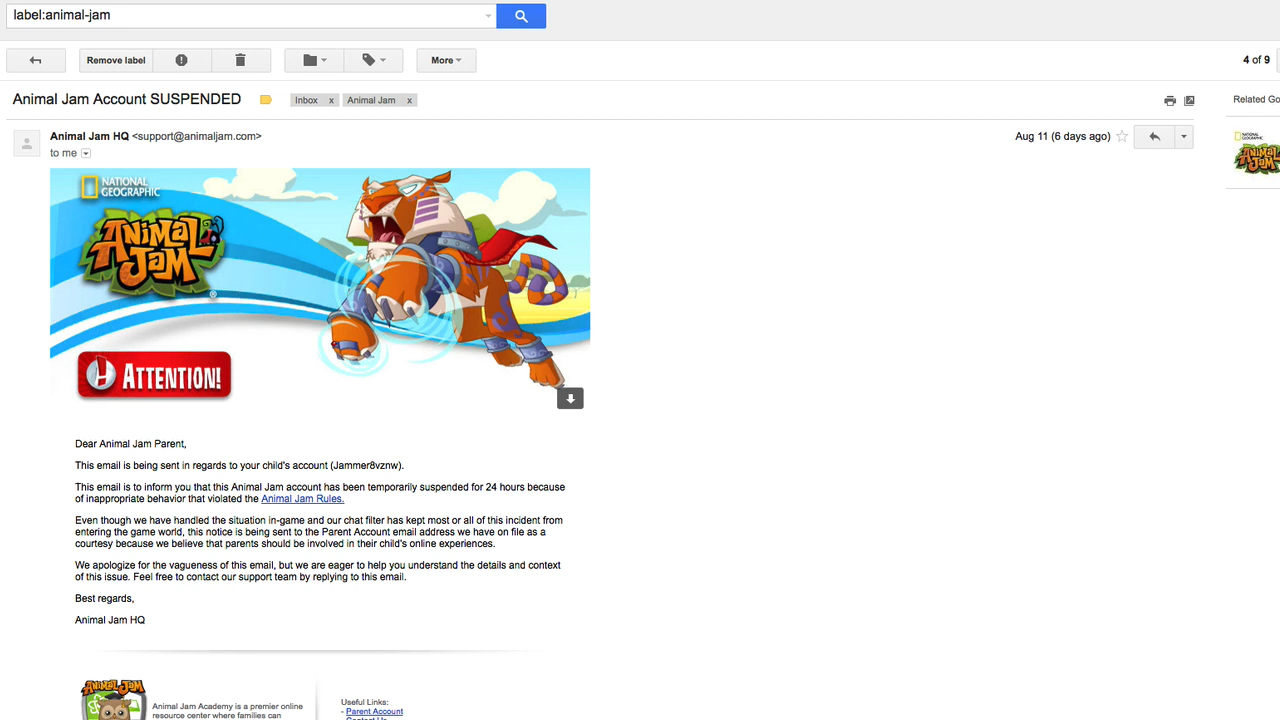 label:animal-jam
Remove label
More
4 of 9
Animal Jam Account SUSPENDED
Inbox x
Animal Jam x
Related Go
Animal Jam HQ <support@animaljam.com>
Aug 11 (6 days ago)
to me
NATIONAL
GEOGRAPHIC
ANIMAL
JAM
®
ATTENTION!
NATIONAL
GEOGRAPHIC
ANIMAL
JAM
Dear Animal Jam Parent,
This email is being sent in regards to your child's account (Jammer8vznw).
This email is to inform you that this Animal Jam account has been temporarily suspended for 24 hours because
of inappropriate behavior that violated the Animal Jam Rules.
Even though we have handled the situation in-game and our chat filter has kept most or all of this incident from
entering the game world, this notice is being sent to the Parent Account email address we have on file as a
courtesy because we believe that parents should be involved in their child's online experiences.
We apologize for the vagueness of this email, but we are eager to help you understand the details and context
of this issue. Feel free to contact our support team by replying to this email.
Best regards,
Animal Jam HQ
ANIMAL JAM
Animal Jam Academy is a premier online
resource center where families can
Useful Links:
- Parent Account
- Contact Us